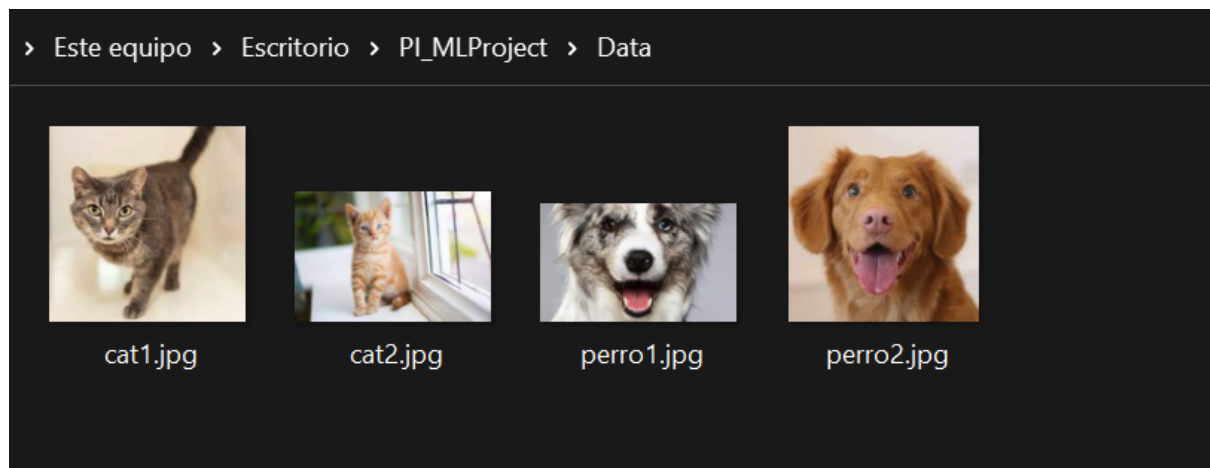 > Este equipo > Escritorio > PI_MLProject > Data
cat1.jpg cat2.jpg perro1.jpg perro2.jpg